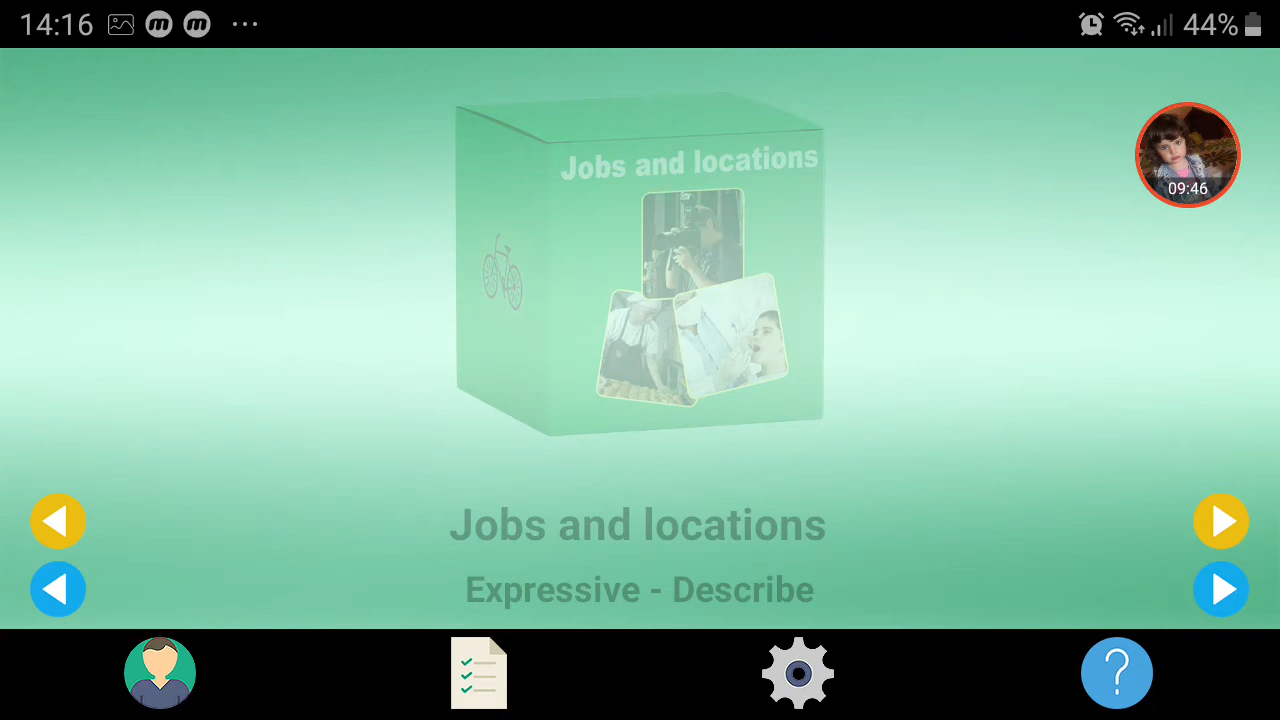 14:16
44%
Jobs and locations
09:46
Jobs and locations
Expressive - Describe
?